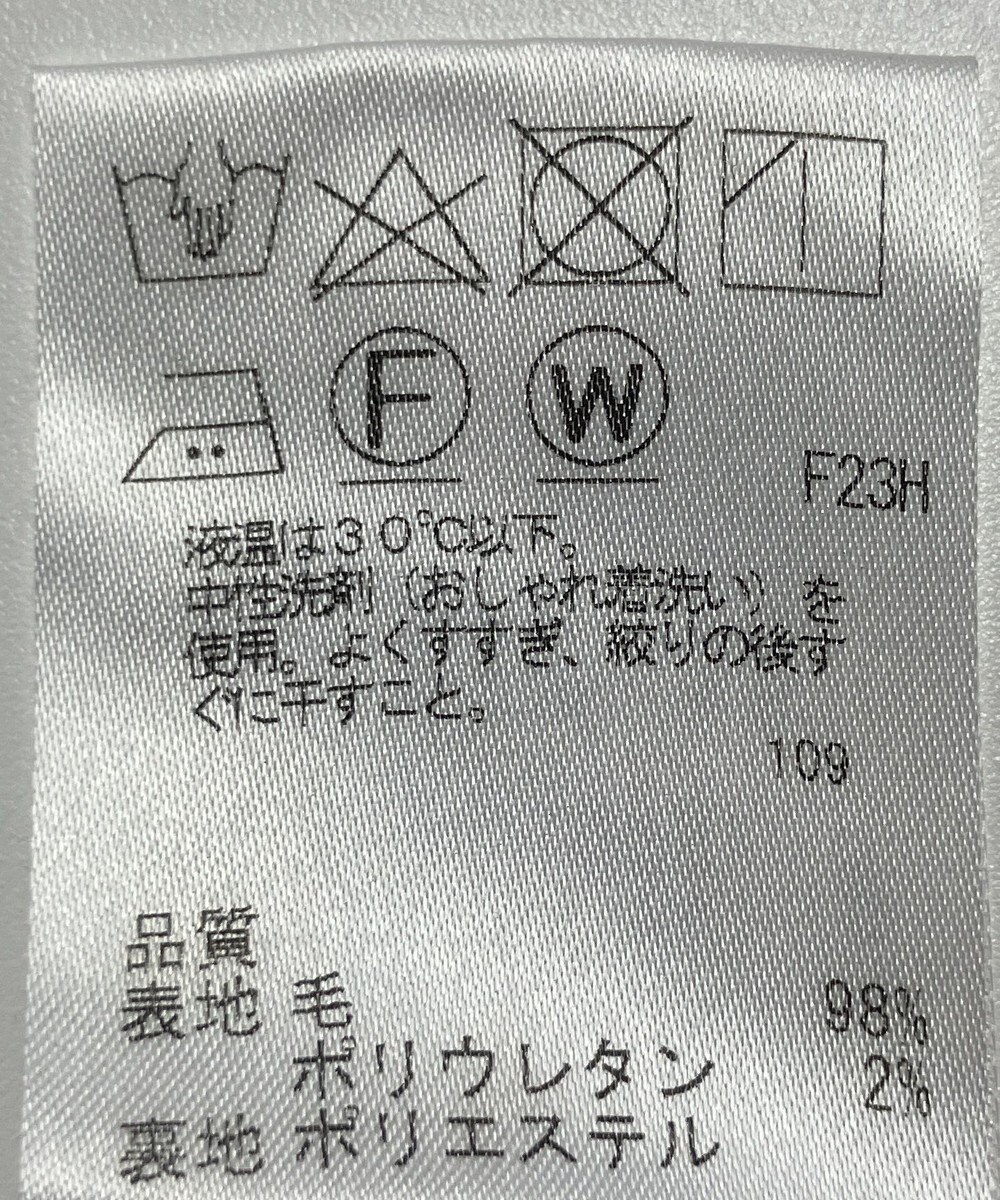 F
W
F23H
液温は30℃以下。
中性洗剤(おしゃれ着洗い)を
使用。よくすすぎ、絞りの後す
ぐに干すこと。
109
品質
表地 毛 98%
ポリウレタン 2%
裏地 ポリエステル